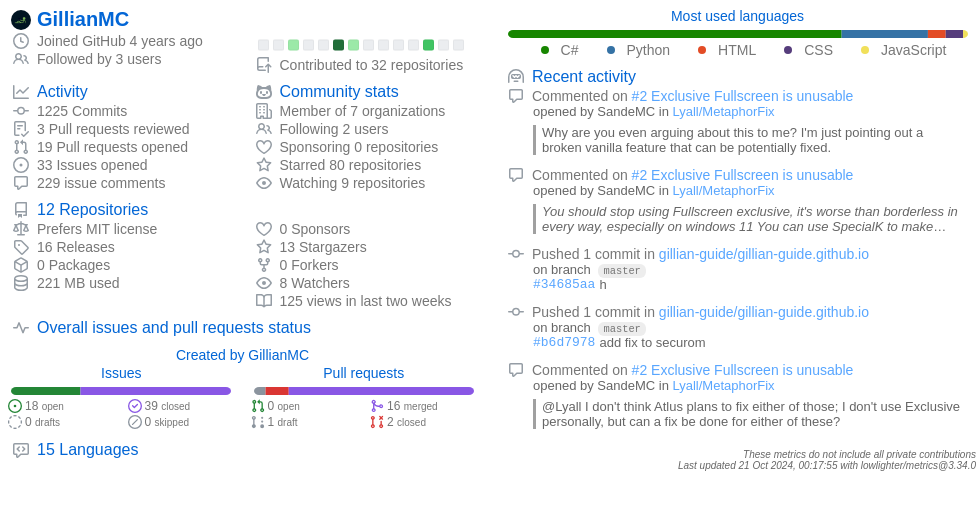 GillianMC
Joined GitHub 4 years ago
Followed by 3 users
Contributed to 32 repositories
Activity
1225 Commits
3 Pull requests reviewed
19 Pull requests opened
33 Issues opened
229 issue comments
Community stats
Member of 7 organizations
Following 2 users
Sponsoring 0 repositories
Starred 80 repositories
Watching 9 repositories
12 Repositories
Prefers MIT license
16 Releases
0 Packages
221 MB used
0 Sponsors
13 Stargazers
0 Forkers
8 Watchers
125 views in last two weeks
Overall issues and pull requests status
Created by GillianMC
Issues
18 open
39 closed
0 drafts
0 skipped
Pull requests
0 open
16 merged
1 draft
2 closed
15 Languages
Most used languages
C# Python HTML CSS JavaScript
Recent activity
Commented on #2 Exclusive Fullscreen is unusable
opened by SandeMC in Lyall/MetaphorFix
Why are you even arguing about this to me? I'm just pointing out a
broken vanilla feature that can be potentially fixed.
Commented on #2 Exclusive Fullscreen is unusable
opened by SandeMC in Lyall/MetaphorFix
You should stop using Fullscreen exclusive, it's worse than borderless in
every way, especially on windows 11 You can use SpecialK to make…
Pushed 1 commit in gillian-guide/gillian-guide.github.io
on branch master
#34685aa h
Pushed 1 commit in gillian-guide/gillian-guide.github.io
on branch master
#b6d7978 add fix to securom
Commented on #2 Exclusive Fullscreen is unusable
opened by SandeMC in Lyall/MetaphorFix
@Lyall I don't think Atlus plans to fix either of those; I don't use Exclusive
personally, but can a fix be done for either of these?
These metrics do not include all private contributions
Last updated 21 Oct 2024, 00:17:55 with lowlighter/metrics@3.34.0